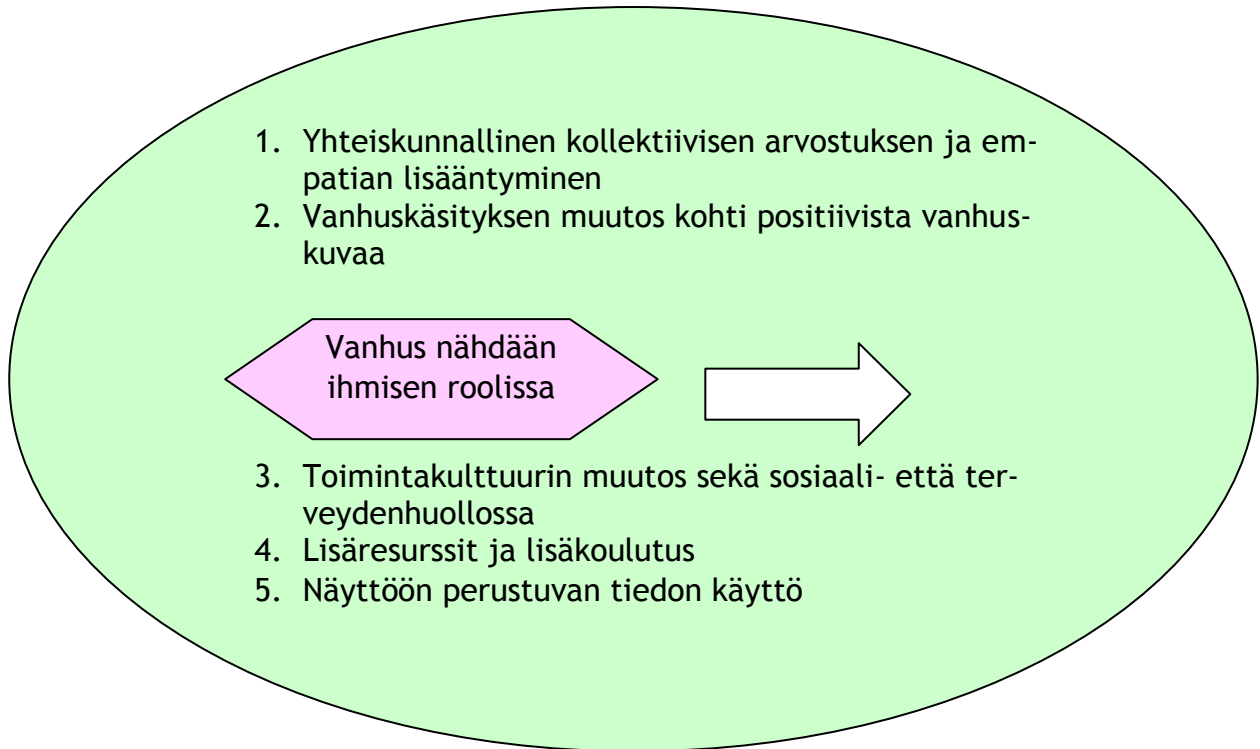 1. Yhteiskunnallinen kollektiivisen arvostuksen ja em-
patian lisääntyminen
2. Vanhuskäsityksen muutos kohti positiivista vanhus-
kuvaa
Vanhus nähdään
ihmisen roolissa
3. Toimintakulttuurin muutos sekä sosiaali- että ter-
veydenhuollossa
4. Lisäresurssit ja lisäkoulutus
5. Näyttöön perustuvan tiedon käyttö